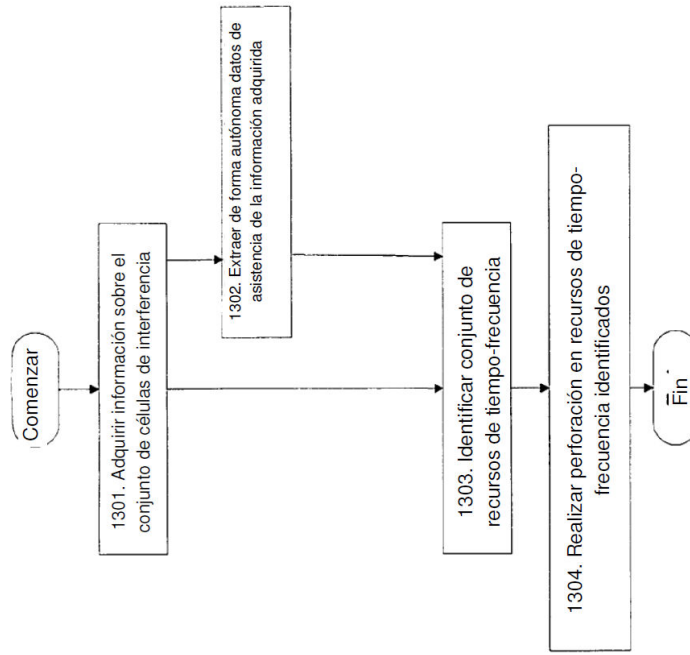 Comenzar
1301. Adquirir información sobre el
conjunto de células de interferencia
1302. Extraer de forma autónoma datos de
asistencia de la información adquirida
1303. Identificar conjunto de
recursos de tiempo-frecuencia
1304. Realizar perforación en recursos de tiempo-
frecuencia identificados
Fin